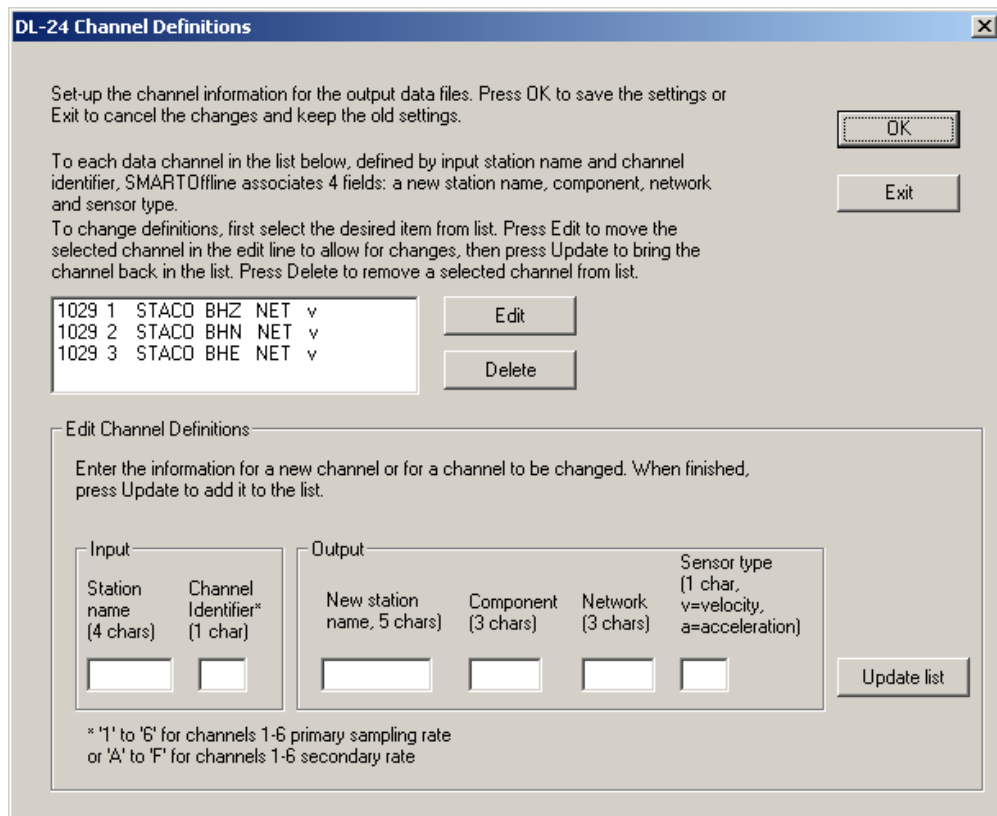 DL-24 Channel Definitions
Set-up the channel information for the output data files. Press OK to save the settings or
Exit to cancel the changes and keep the old settings.
OK
To each data channel in the list below, defined by input station name and channel
identifier, SMARTOffline associates 4 fields: a new station name, component, network
and sensor type.
Exit
To change definitions, first select the desired item from list. Press Edit to move the
selected channel in the edit line to allow for changes, then press Update to bring the
channel back in the list. Press Delete to remove a selected channel from list.
1029 1 STACO BHZ NET v
1029 2 STACO BHN NET v
1029 3 STACO BHE NET v
Edit
Delete
Edit Channel Definitions
Enter the information for a new channel or for a channel to be changed. When finished,
press Update to add it to the list.
Input
Station
name
(4 chars)
Channel
Identifier*
(1 char)
Output
New station
name, 5 chars)
Component
(3 chars)
Network
(3 chars)
Sensor type
(1 char,
v=velocity,
a=acceleration)
Update list
* '1' to '6' for channels 1-6 primary sampling rate
or 'A' to 'F' for channels 1-6 secondary rate